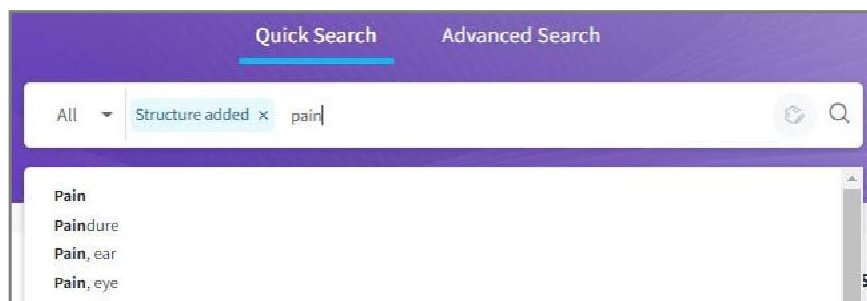 Quick Search Advanced Search
All Structure added × pain
Pain
Paindure
Pain, ear
Pain, eye